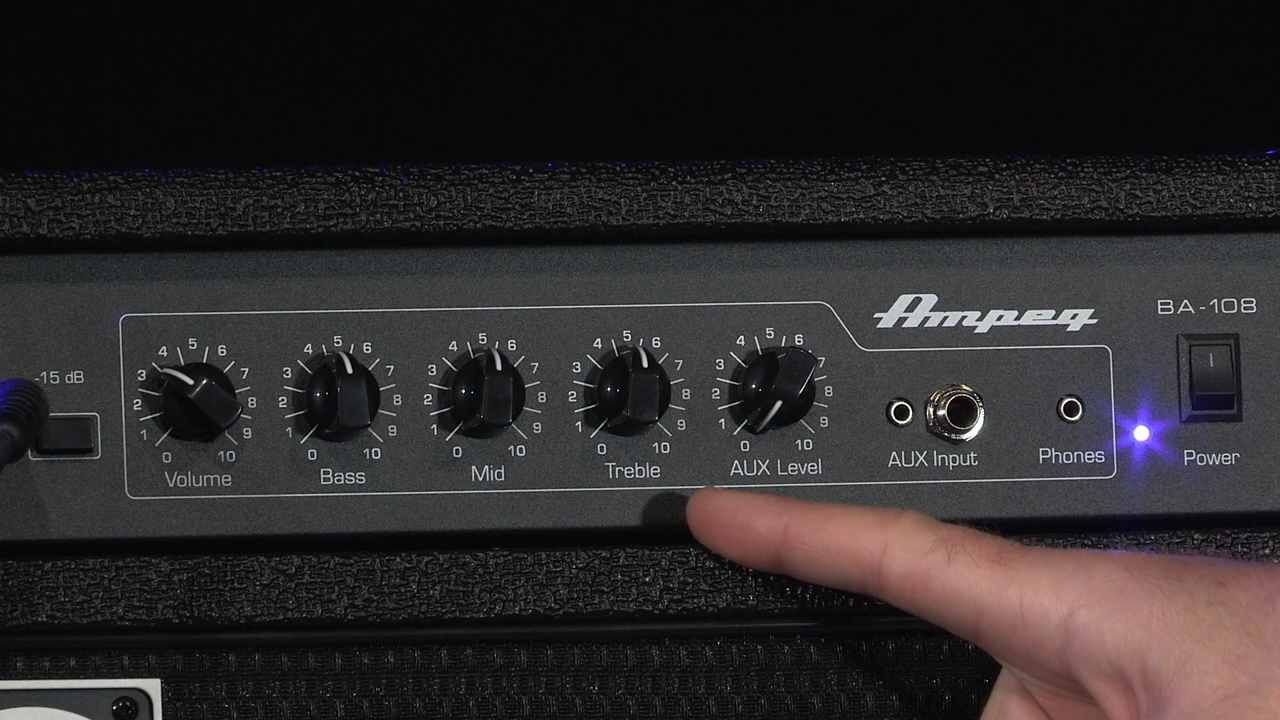 -15 dB
0 1 2 3 4 5 6 7 8 9 10
Volume
0 1 2 3 4 5 6 7 8 9 10
Bass
0 1 2 3 4 5 6 7 8 9 10
Mid
0 1 2 3 4 5 6 7 8 9 10
Treble
0 1 2 3 4 5 6 7 8 9 10
AUX Level
Ampeg
AUX Input
Phones
BA-108
Power